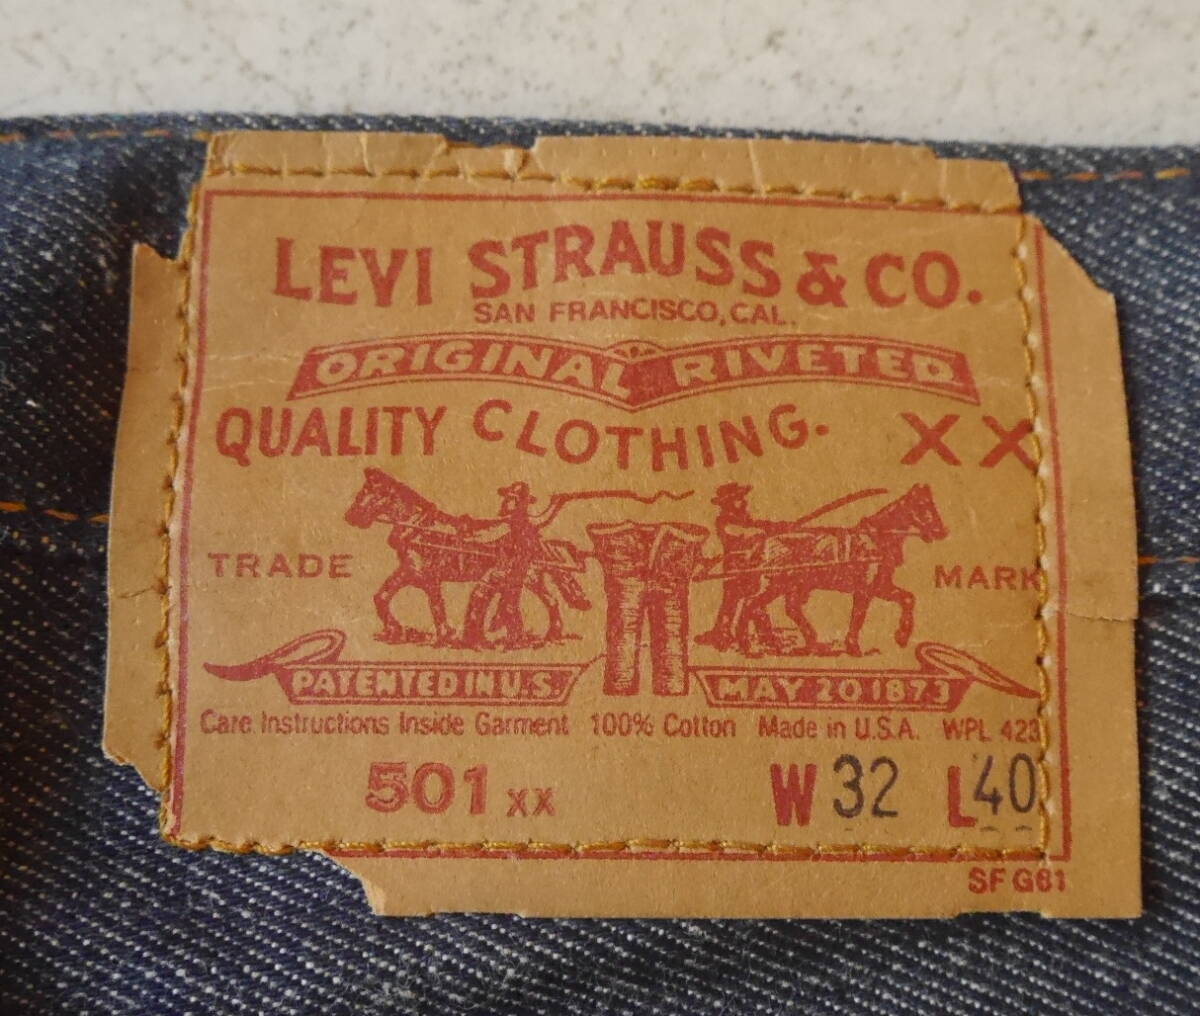 LEVI STRAUSS & CO.
SAN FRANCISCO, CAL.
ORIGINAL RIVETED
QUALITY CLOTHING. XX
TRADE MARK
PATENTED IN U.S. MAY 20 1873
Care Instructions Inside Garment 100% Cotton Made in U.S.A. WPL 423
501 XX W 32 L 40
SF G61